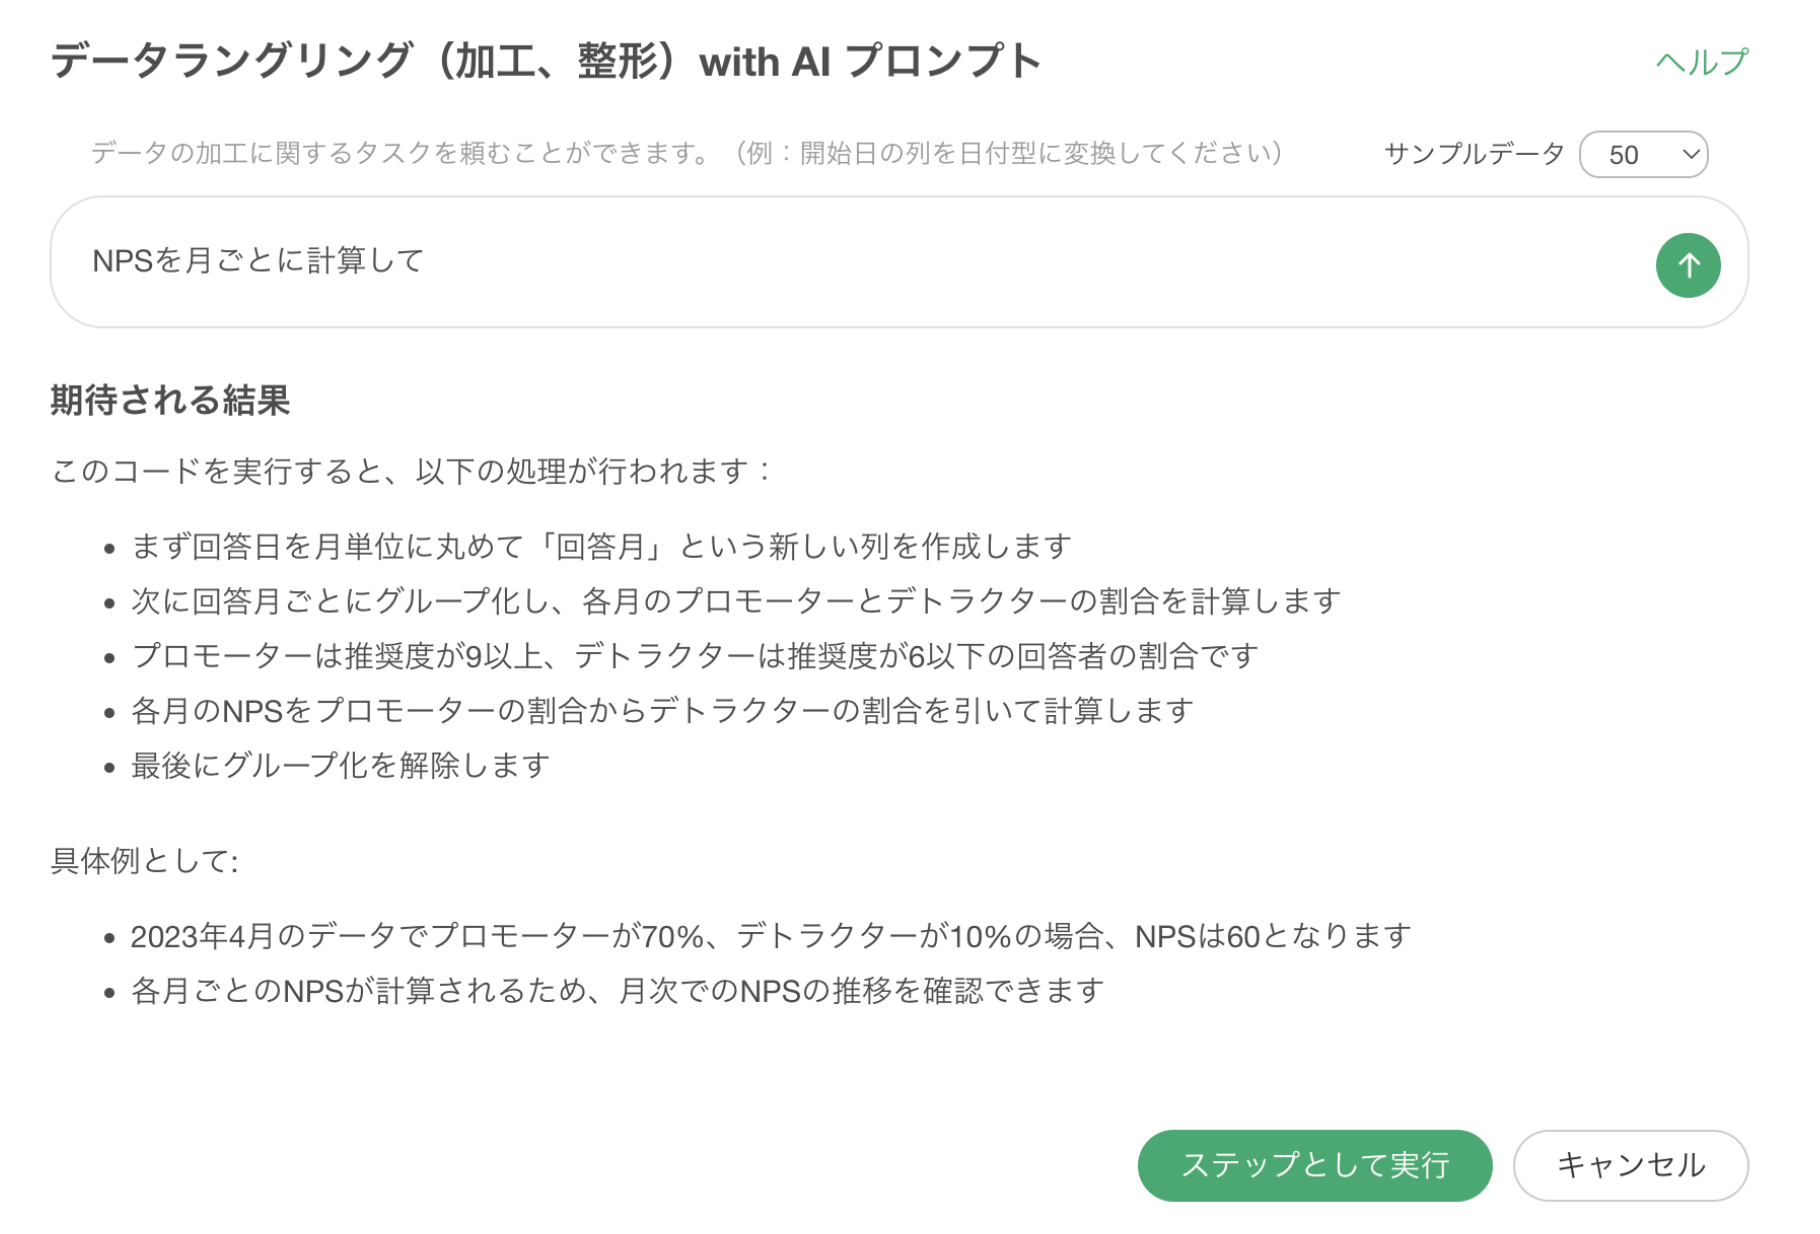 データラングリング（加工、整形）with AI プロンプト
ヘルプ
データの加工に関するタスクを頼むことができます。（例：開始日の列を日付型に変換してください）
サンプルデータ 50
NPSを月ごとに計算して
期待される結果
このコードを実行すると、以下の処理が行われます：
• まず回答日を月単位に丸めて「回答月」という新しい列を作成します
• 次に回答月ごとにグループ化し、各月のプロモーターとデトラクターの割合を計算します
• プロモーターは推奨度が9以上、デトラクターは推奨度が6以下の回答者の割合です
• 各月のNPSをプロモーターの割合からデトラクターの割合を引いて計算します
• 最後にグループ化を解除します
具体例として:
• 2023年4月のデータでプロモーターが70%、デトラクターが10%の場合、NPSは60となります
• 各月ごとのNPSが計算されるため、月次でのNPSの推移を確認できます
ステップとして実行
キャンセル